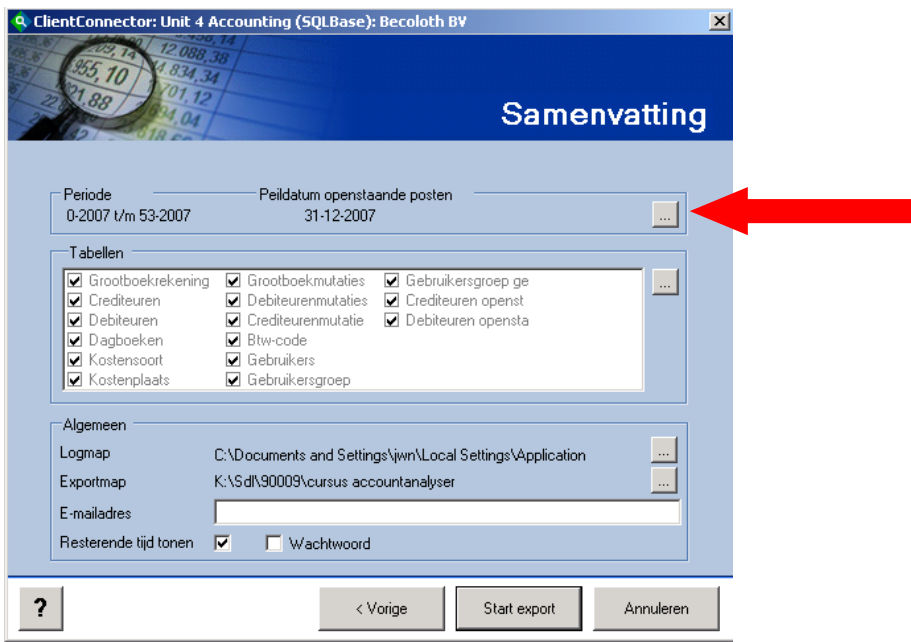 ClientConnector: Unit 4 Accounting (SQLBase): Becoloth BV
Samenvatting
Periode Peildatum openstaande posten
0-2007 t/m 53-2007 31-12-2007 ...
Tabellen
Grootboekrekening Grootboekmutaties Gebruikersgroep ge ...
Crediteuren Debiteurenmutaties Crediteuren openst
Debiteuren Crediteurenmutatie Debiteuren opensta
Dagboeken Btw-code
Kostensoort Gebruikers
Kostenplaats Gebruikersgroep
Algemeen
Logmap C:\Documents and Settings\jwn\Local Settings\Application ...
Exportmap K:\Sdl\90009\cursus accountanalyser ...
E-mailadres
Resterende tijd tonen Wachtwoord
? < Vorige Start export Annuleren